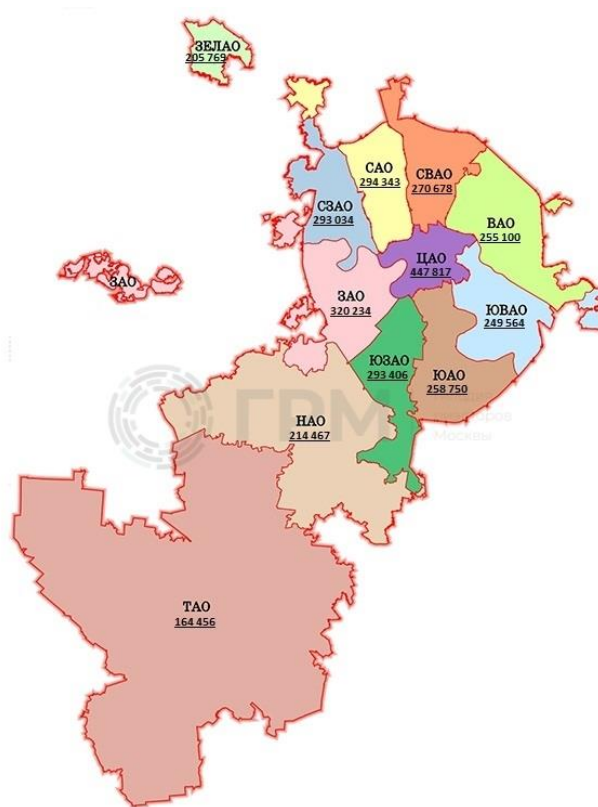 ЗЕЛАО
205 769
САО
294 343
СВАО
270 678
СЗАО
293 034
ВАО
255 100
ЦАО
447 817
ЗАО
ЗАО
320 234
ЮВАО
249 564
ЮЗАО
293 406
ЮАО
258 750
ГРМ
Москвы
НАО
214 467
ТАО
164 456